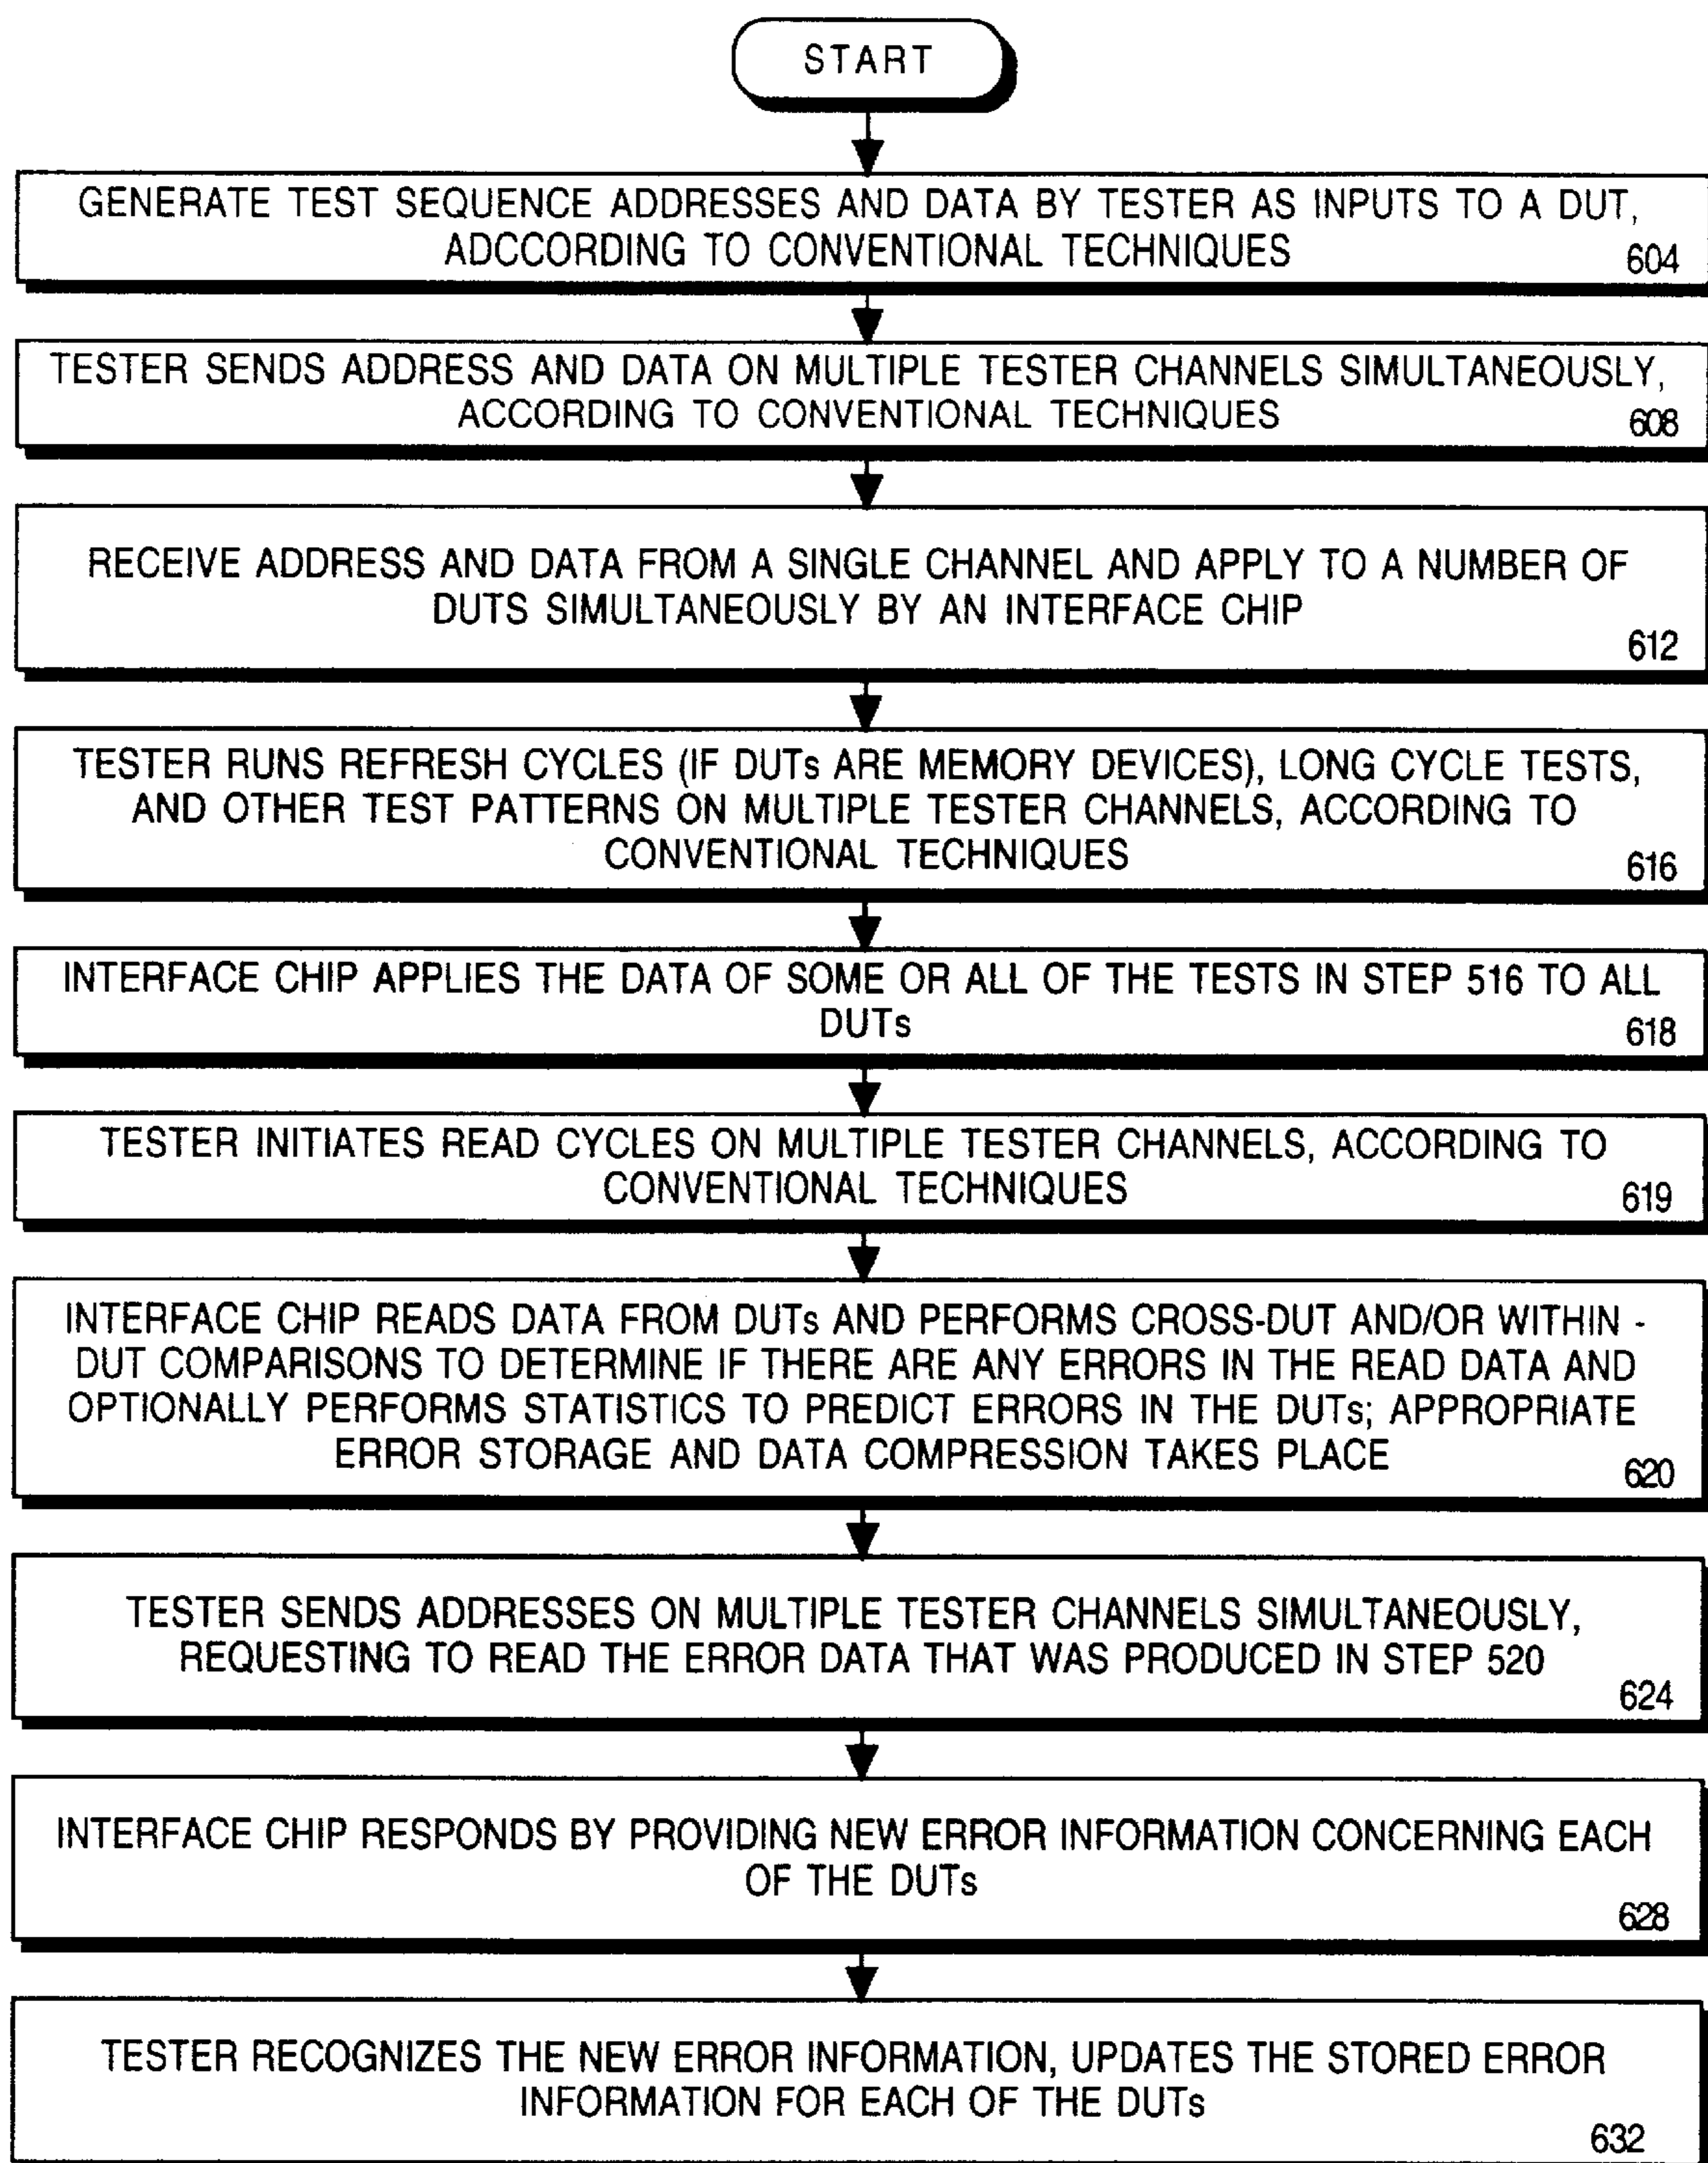 START
GENERATE TEST SEQUENCE ADDRESSES AND DATA BY TESTER AS INPUTS TO A DUT,
ADCCORDING TO CONVENTIONAL TECHNIQUES
604
TESTER SENDS ADDRESS AND DATA ON MULTIPLE TESTER CHANNELS SIMULTANEOUSLY,
ACCORDING TO CONVENTIONAL TECHNIQUES
608
RECEIVE ADDRESS AND DATA FROM A SINGLE CHANNEL AND APPLY TO A NUMBER OF
DUTS SIMULTANEOUSLY BY AN INTERFACE CHIP
612
TESTER RUNS REFRESH CYCLES (IF DUTs ARE MEMORY DEVICES), LONG CYCLE TESTS,
AND OTHER TEST PATTERNS ON MULTIPLE TESTER CHANNELS, ACCORDING TO
CONVENTIONAL TECHNIQUES
616
INTERFACE CHIP APPLIES THE DATA OF SOME OR ALL OF THE TESTS IN STEP 516 TO ALL
DUTs
618
TESTER INITIATES READ CYCLES ON MULTIPLE TESTER CHANNELS, ACCORDING TO
CONVENTIONAL TECHNIQUES
619
INTERFACE CHIP READS DATA FROM DUTs AND PERFORMS CROSS-DUT AND/OR WITHIN -
DUT COMPARISONS TO DETERMINE IF THERE ARE ANY ERRORS IN THE READ DATA AND
OPTIONALLY PERFORMS STATISTICS TO PREDICT ERRORS IN THE DUTs; APPROPRIATE
ERROR STORAGE AND DATA COMPRESSION TAKES PLACE
620
TESTER SENDS ADDRESSES ON MULTIPLE TESTER CHANNELS SIMULTANEOUSLY,
REQUESTING TO READ THE ERROR DATA THAT WAS PRODUCED IN STEP 520
624
INTERFACE CHIP RESPONDS BY PROVIDING NEW ERROR INFORMATION CONCERNING EACH
OF THE DUTs
628
TESTER RECOGNIZES THE NEW ERROR INFORMATION, UPDATES THE STORED ERROR
INFORMATION FOR EACH OF THE DUTs
632